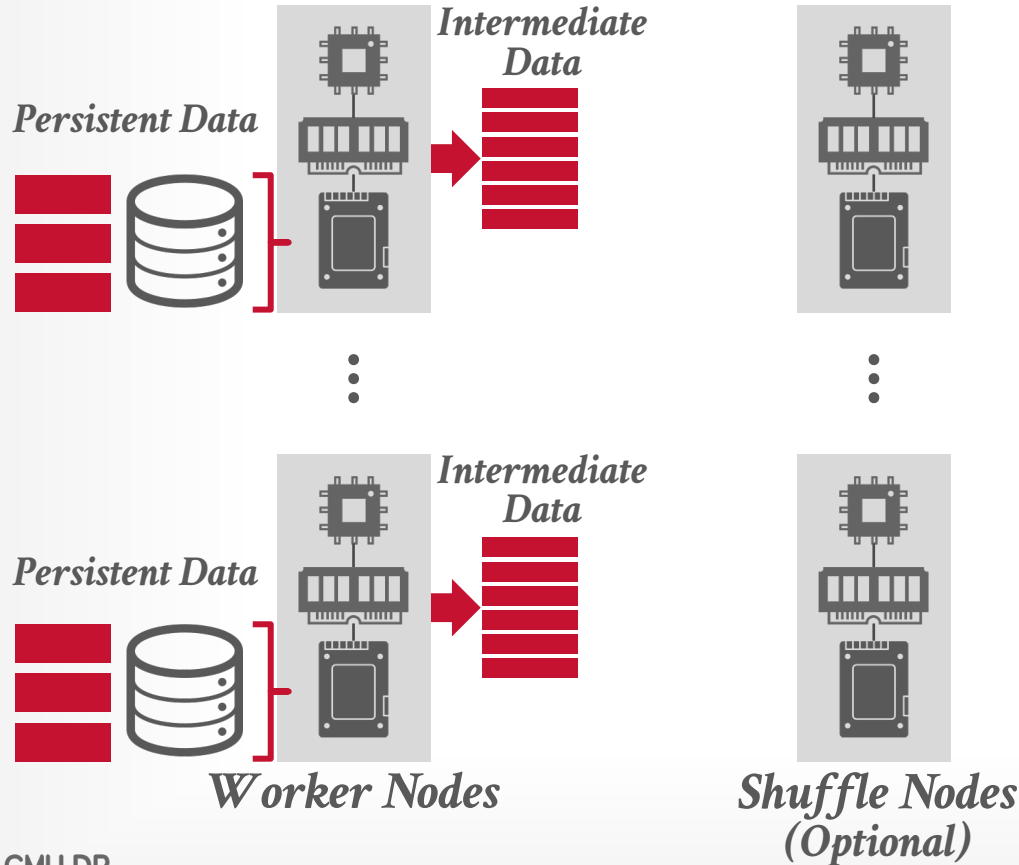 Intermediate
Data
Persistent Data
Intermediate
Data
Persistent Data
Worker Nodes
Shuffle Nodes
(Optional)